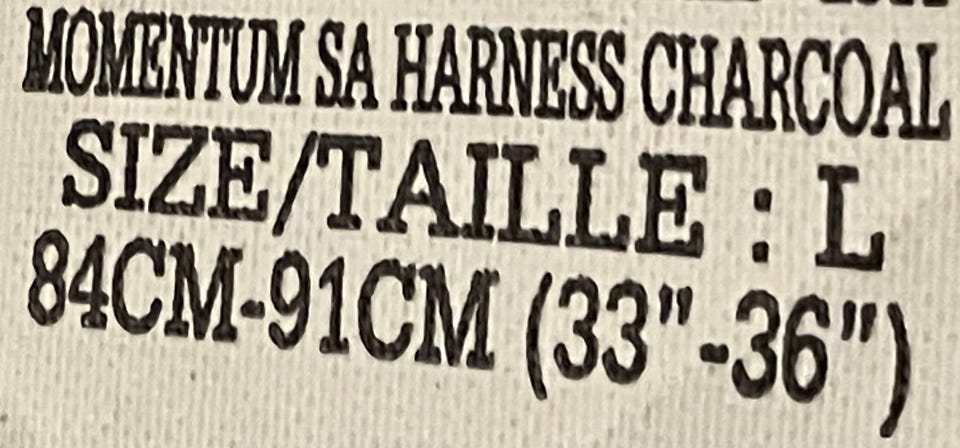 MOMENTUM SA HARNESS CHARCOAL
SIZE/TAILLE : L
84CM-91CM (33"-36")